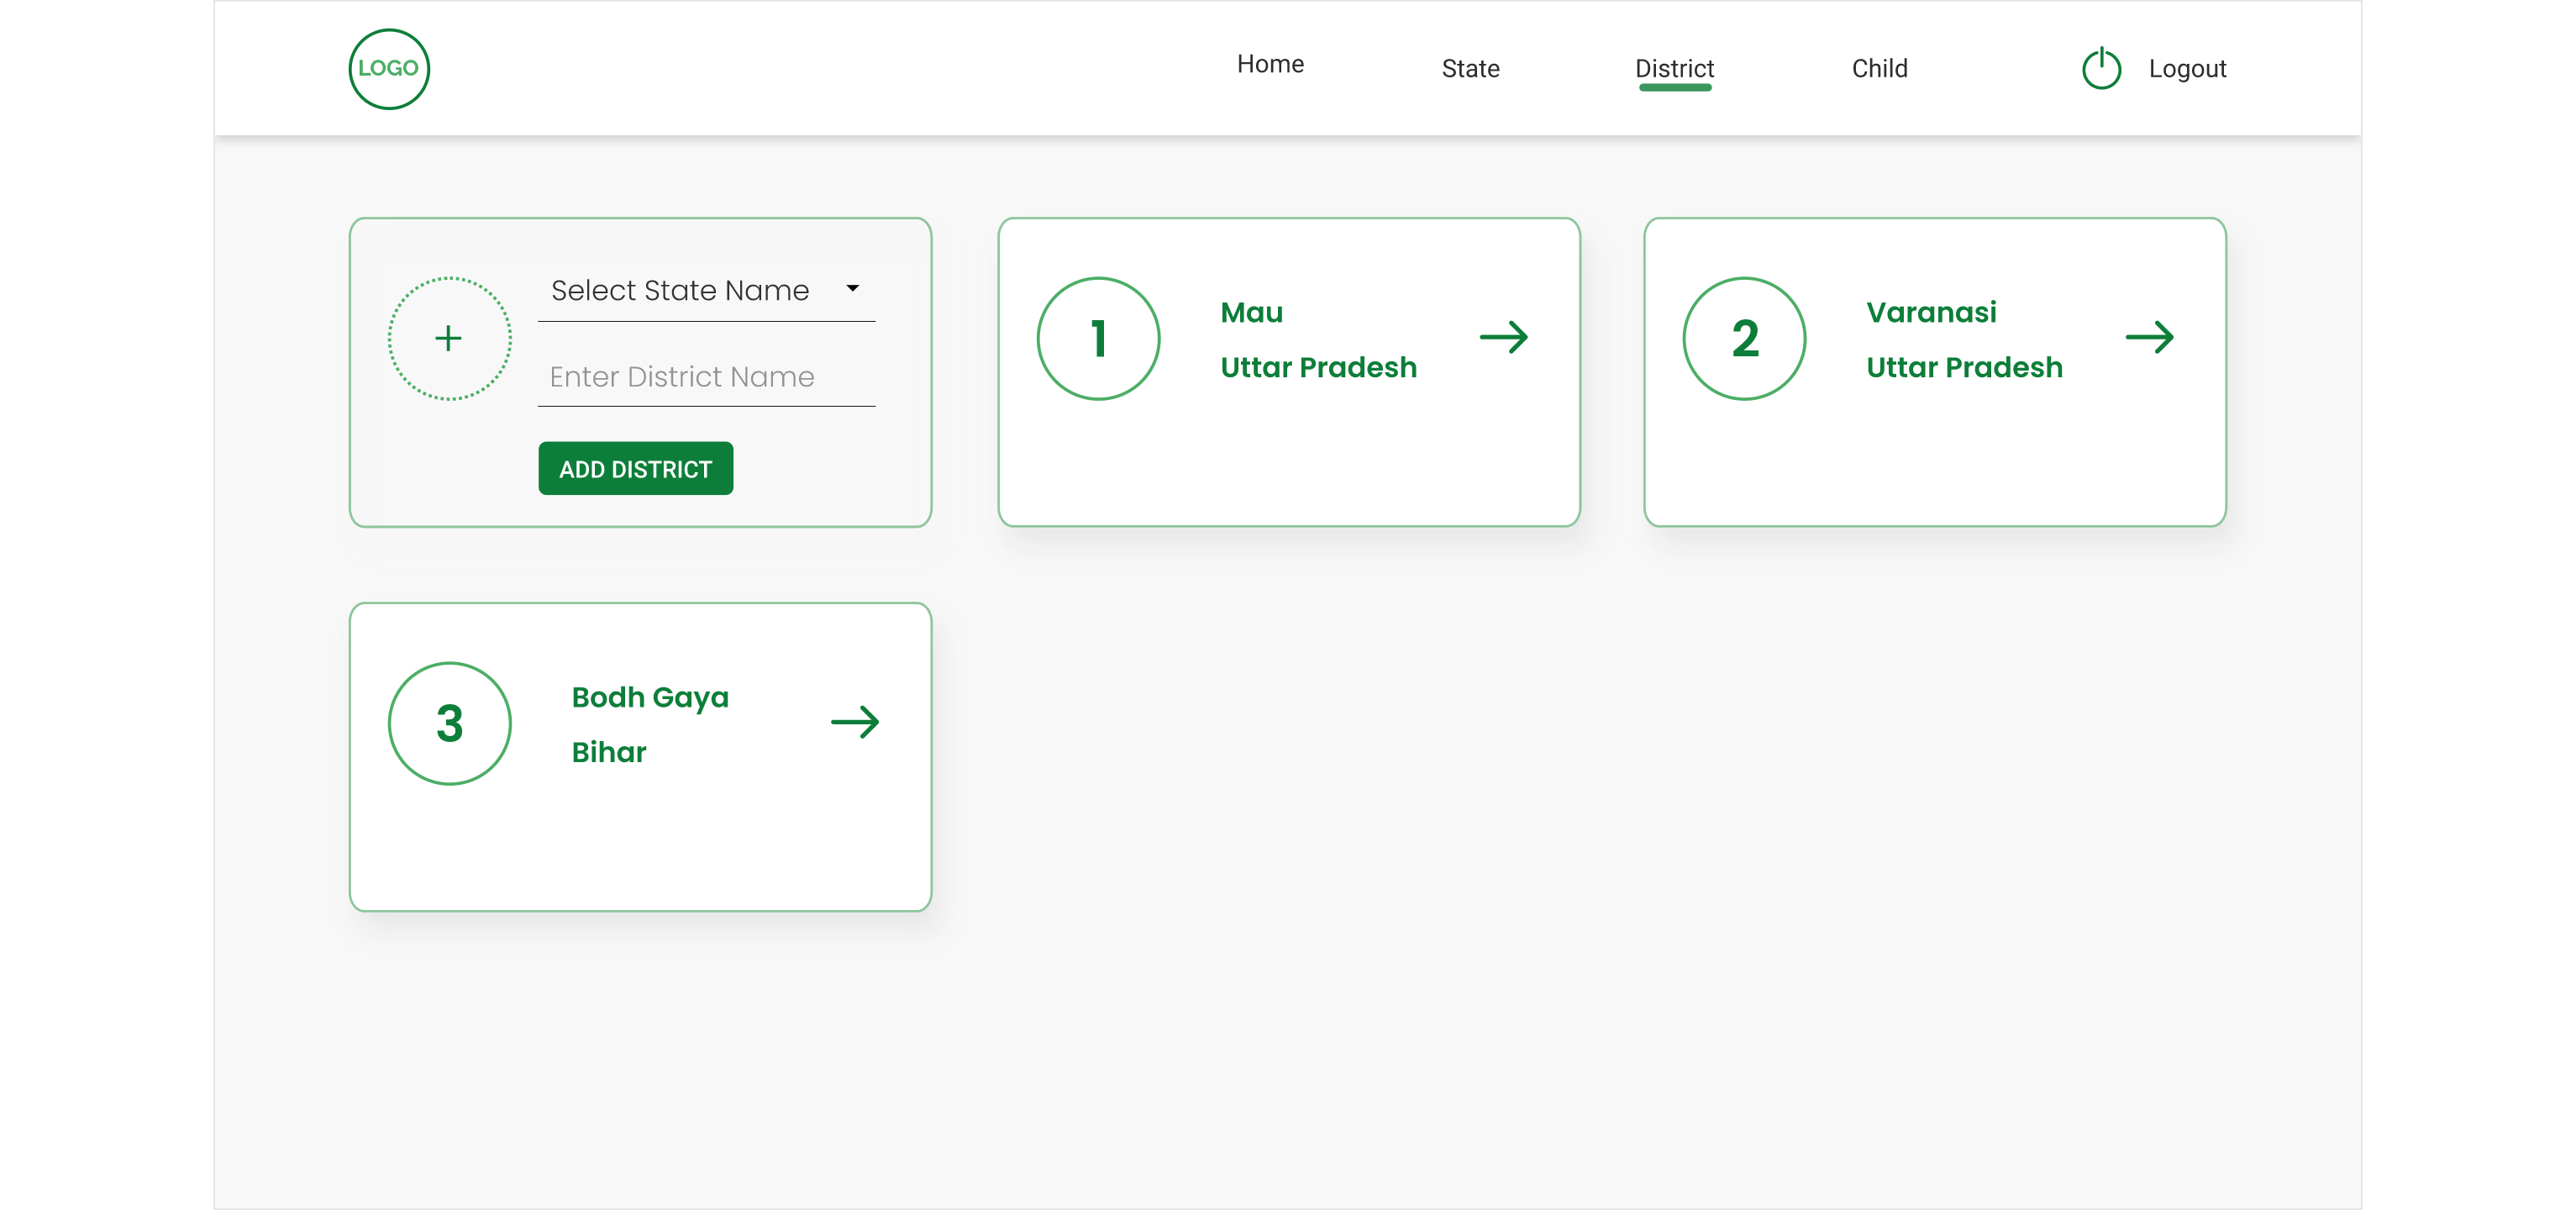 LOGO
Home
State
District
Child
Logout
Select State Name
Enter District Name
ADD DISTRICT
1
Mau
Uttar Pradesh
2
Varanasi
Uttar Pradesh
3
Bodh Gaya
Bihar